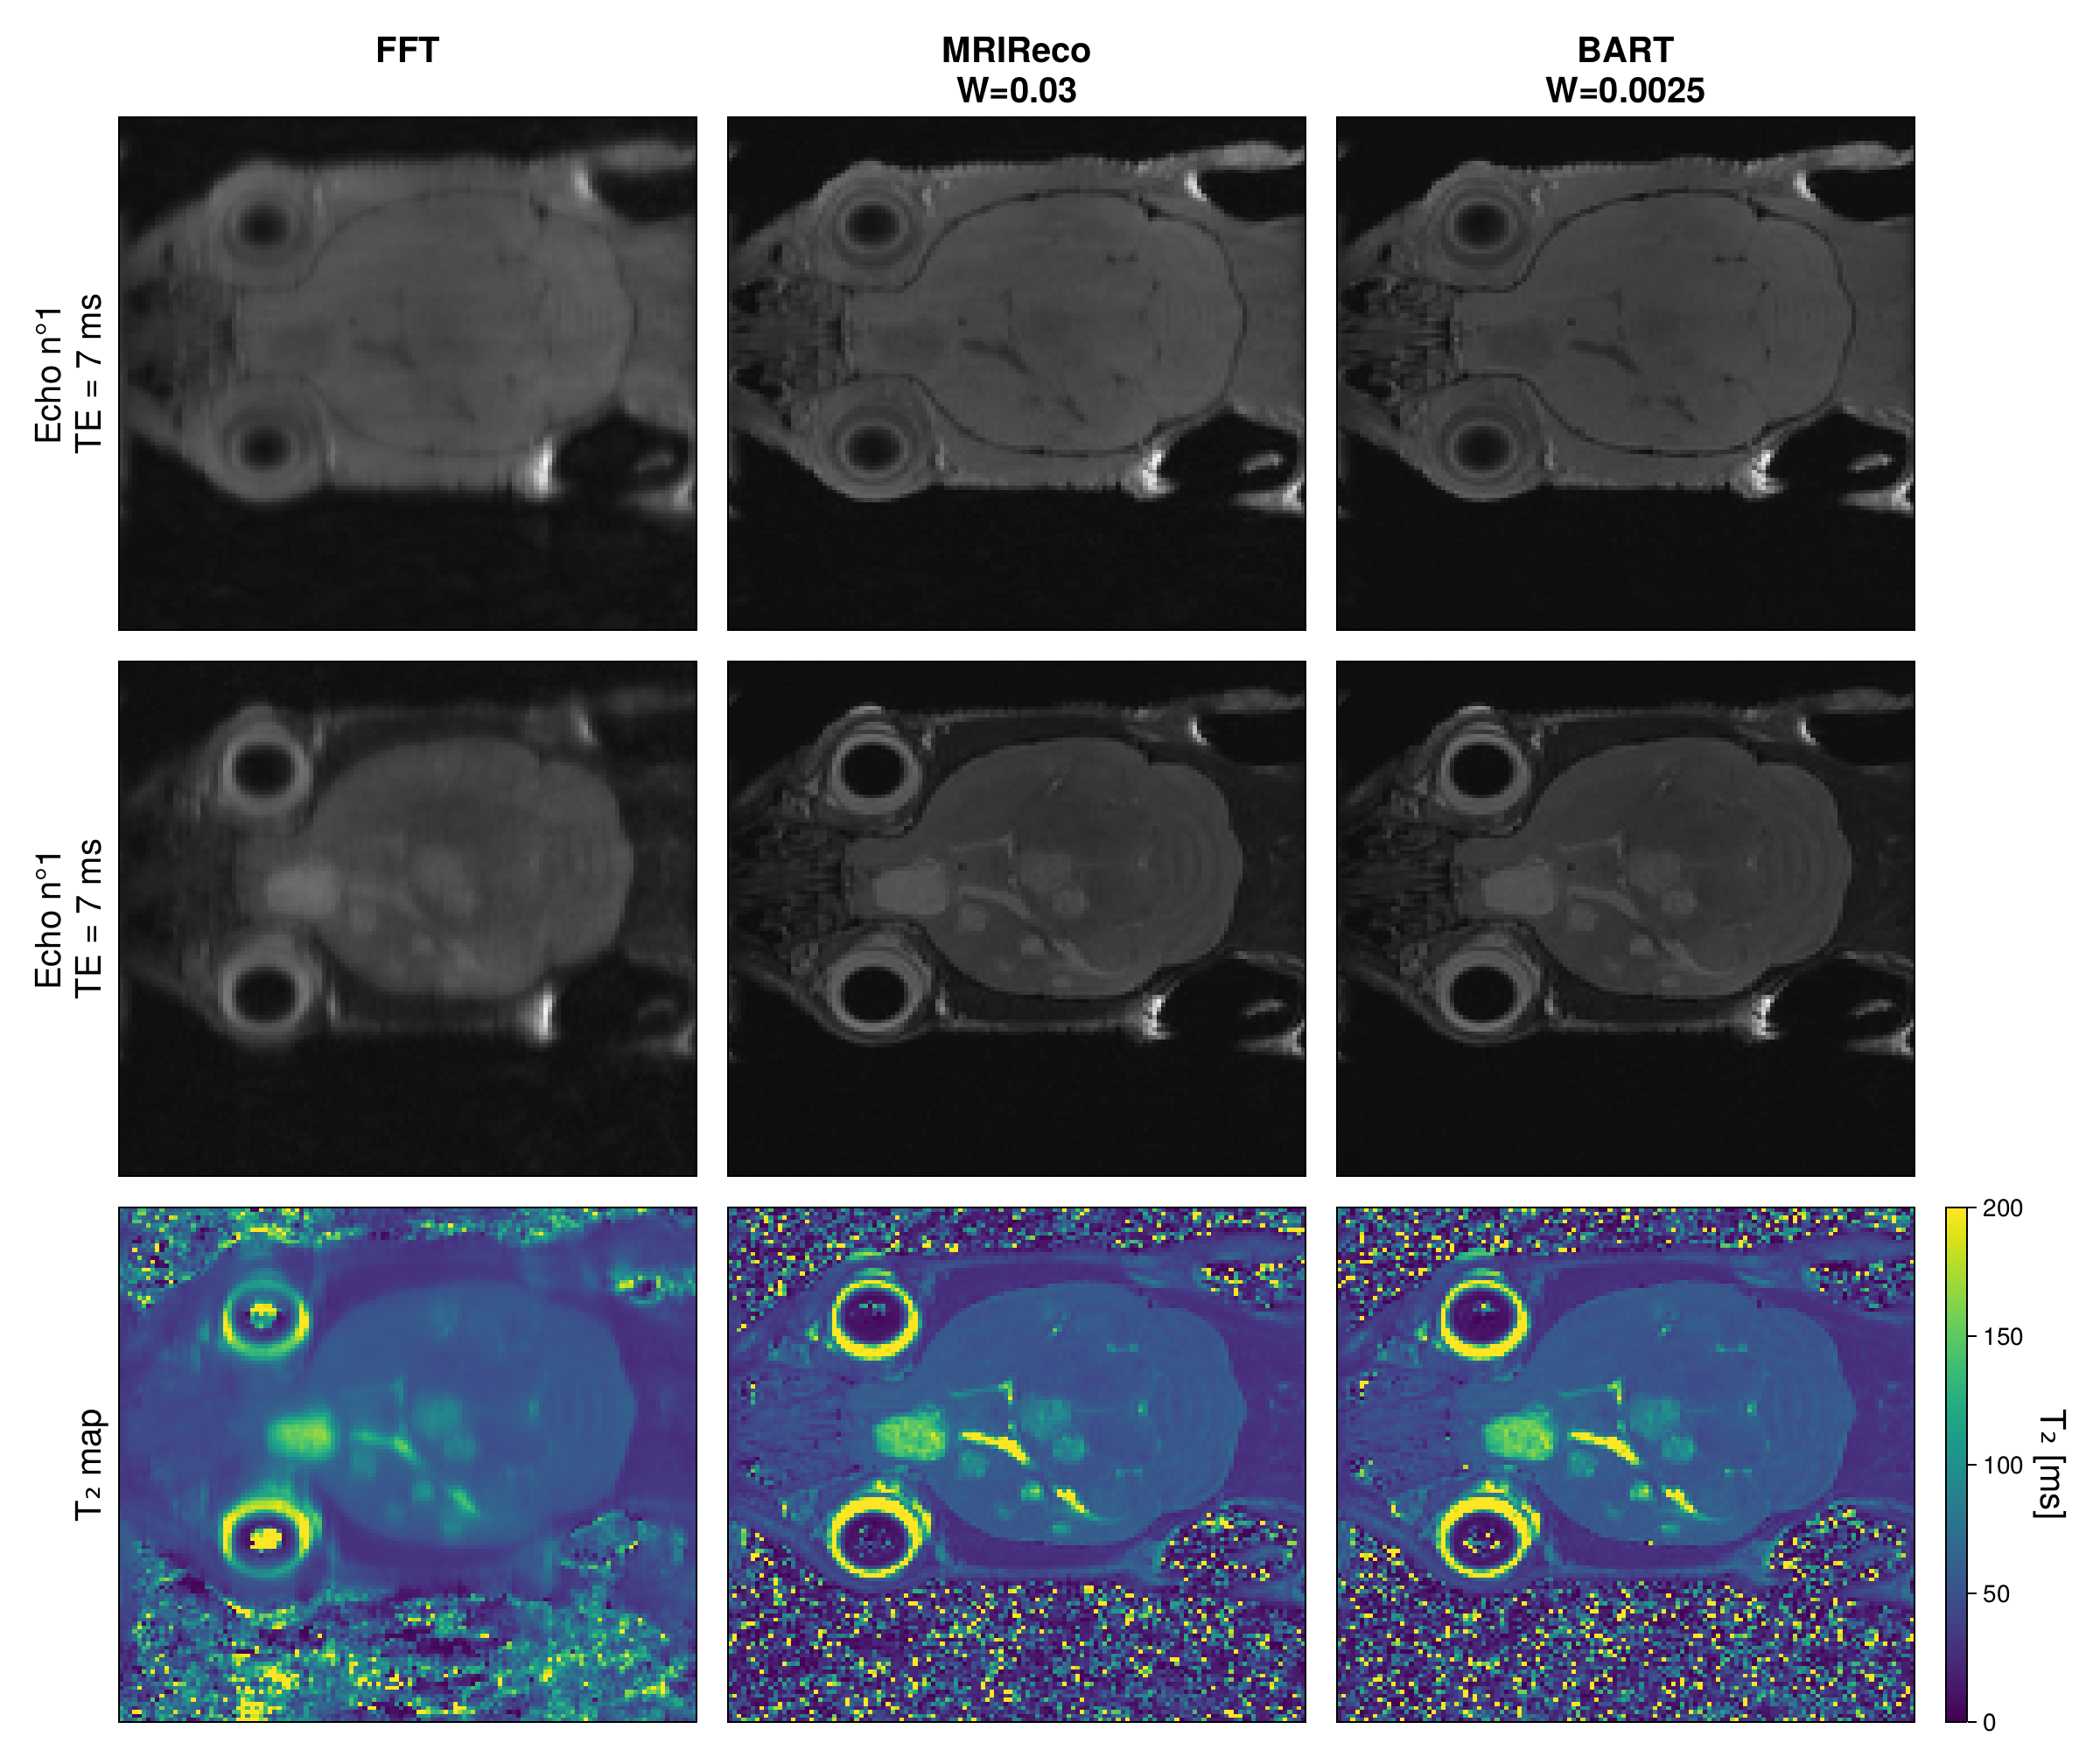 FFT
MRIReco
W=0.03
BART
W=0.0025
Echo n°1
TE = 7 ms
Echo n°1
TE = 7 ms
T₂ map
200
150
100
50
0
T₂ [ms]